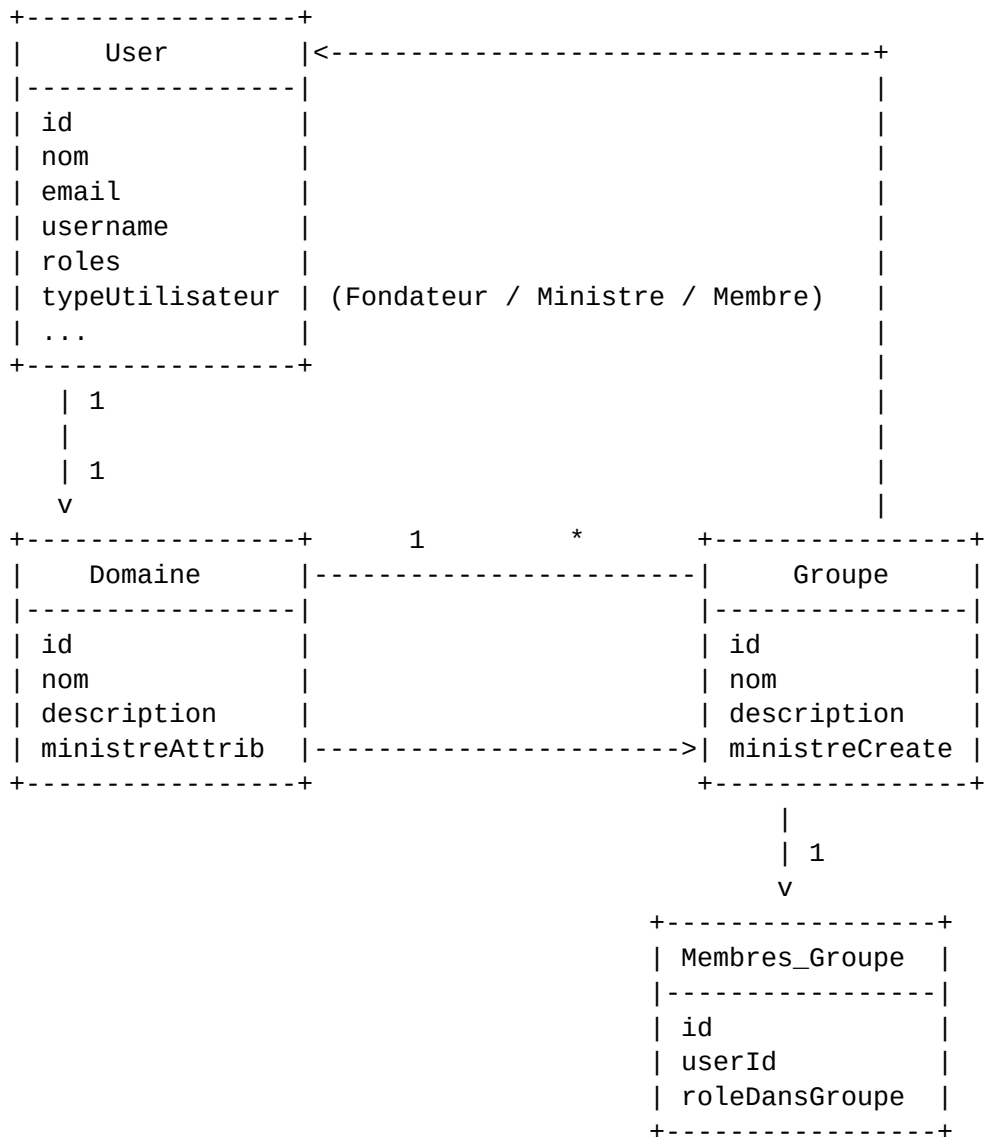 User
id
nom
email
username
roles
typeUtilisateur (Fondateur / Ministre / Membre)
...
1
1
1 *
Domaine Groupe
id id
nom nom
description description
ministreAttrib ministreCreate
1
Membres_Groupe
id
userId
roleDansGroupe